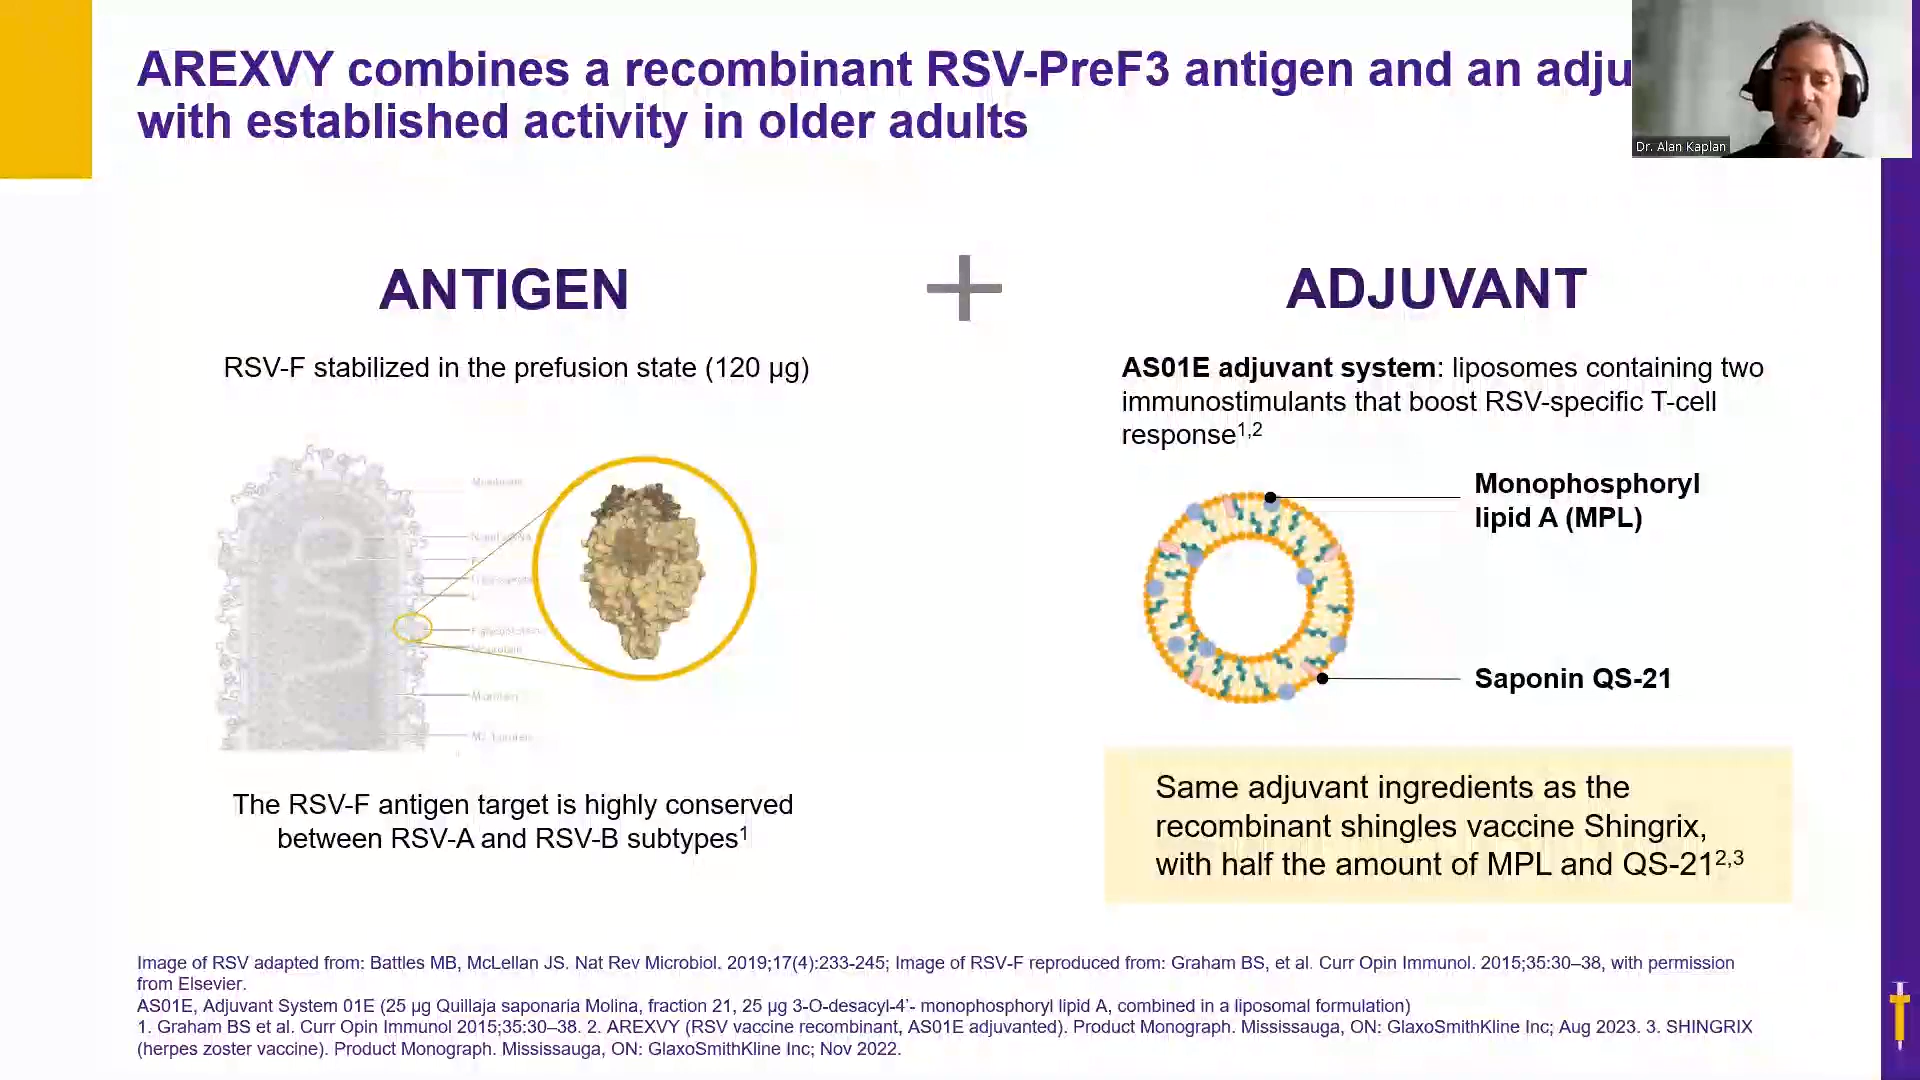 AREXVY combines a recombinant RSV-PreF3 antigen and an adju
with established activity in older adults
Dr. Alan Kaplan
ANTIGEN
+
ADJUVANT
RSV-F stabilized in the prefusion state (120 µg)
AS01E adjuvant system: liposomes containing two
immunostimulants that boost RSV-specific T-cell
response1,2
Monophosphoryl
lipid A (MPL)
Saponin QS-21
The RSV-F antigen target is highly conserved
between RSV-A and RSV-B subtypes1
Same adjuvant ingredients as the
recombinant shingles vaccine Shingrix,
with half the amount of MPL and QS-212,3
Image of RSV adapted from: Battles MB, McLellan JS. Nat Rev Microbiol. 2019;17(4):233-245; Image of RSV-F reproduced from: Graham BS, et al. Curr Opin Immunol. 2015;35:30–38, with permission
from Elsevier.
AS01E, Adjuvant System 01E (25 µg Quillaja saponaria Molina, fraction 21, 25 µg 3-O-desacyl-4’- monophosphoryl lipid A, combined in a liposomal formulation)
1. Graham BS et al. Curr Opin Immunol 2015;35:30–38. 2. AREXVY (RSV vaccine recombinant, AS01E adjuvanted). Product Monograph. Mississauga, ON: GlaxoSmithKline Inc; Aug 2023. 3. SHINGRIX
(herpes zoster vaccine). Product Monograph. Mississauga, ON: GlaxoSmithKline Inc; Nov 2022.